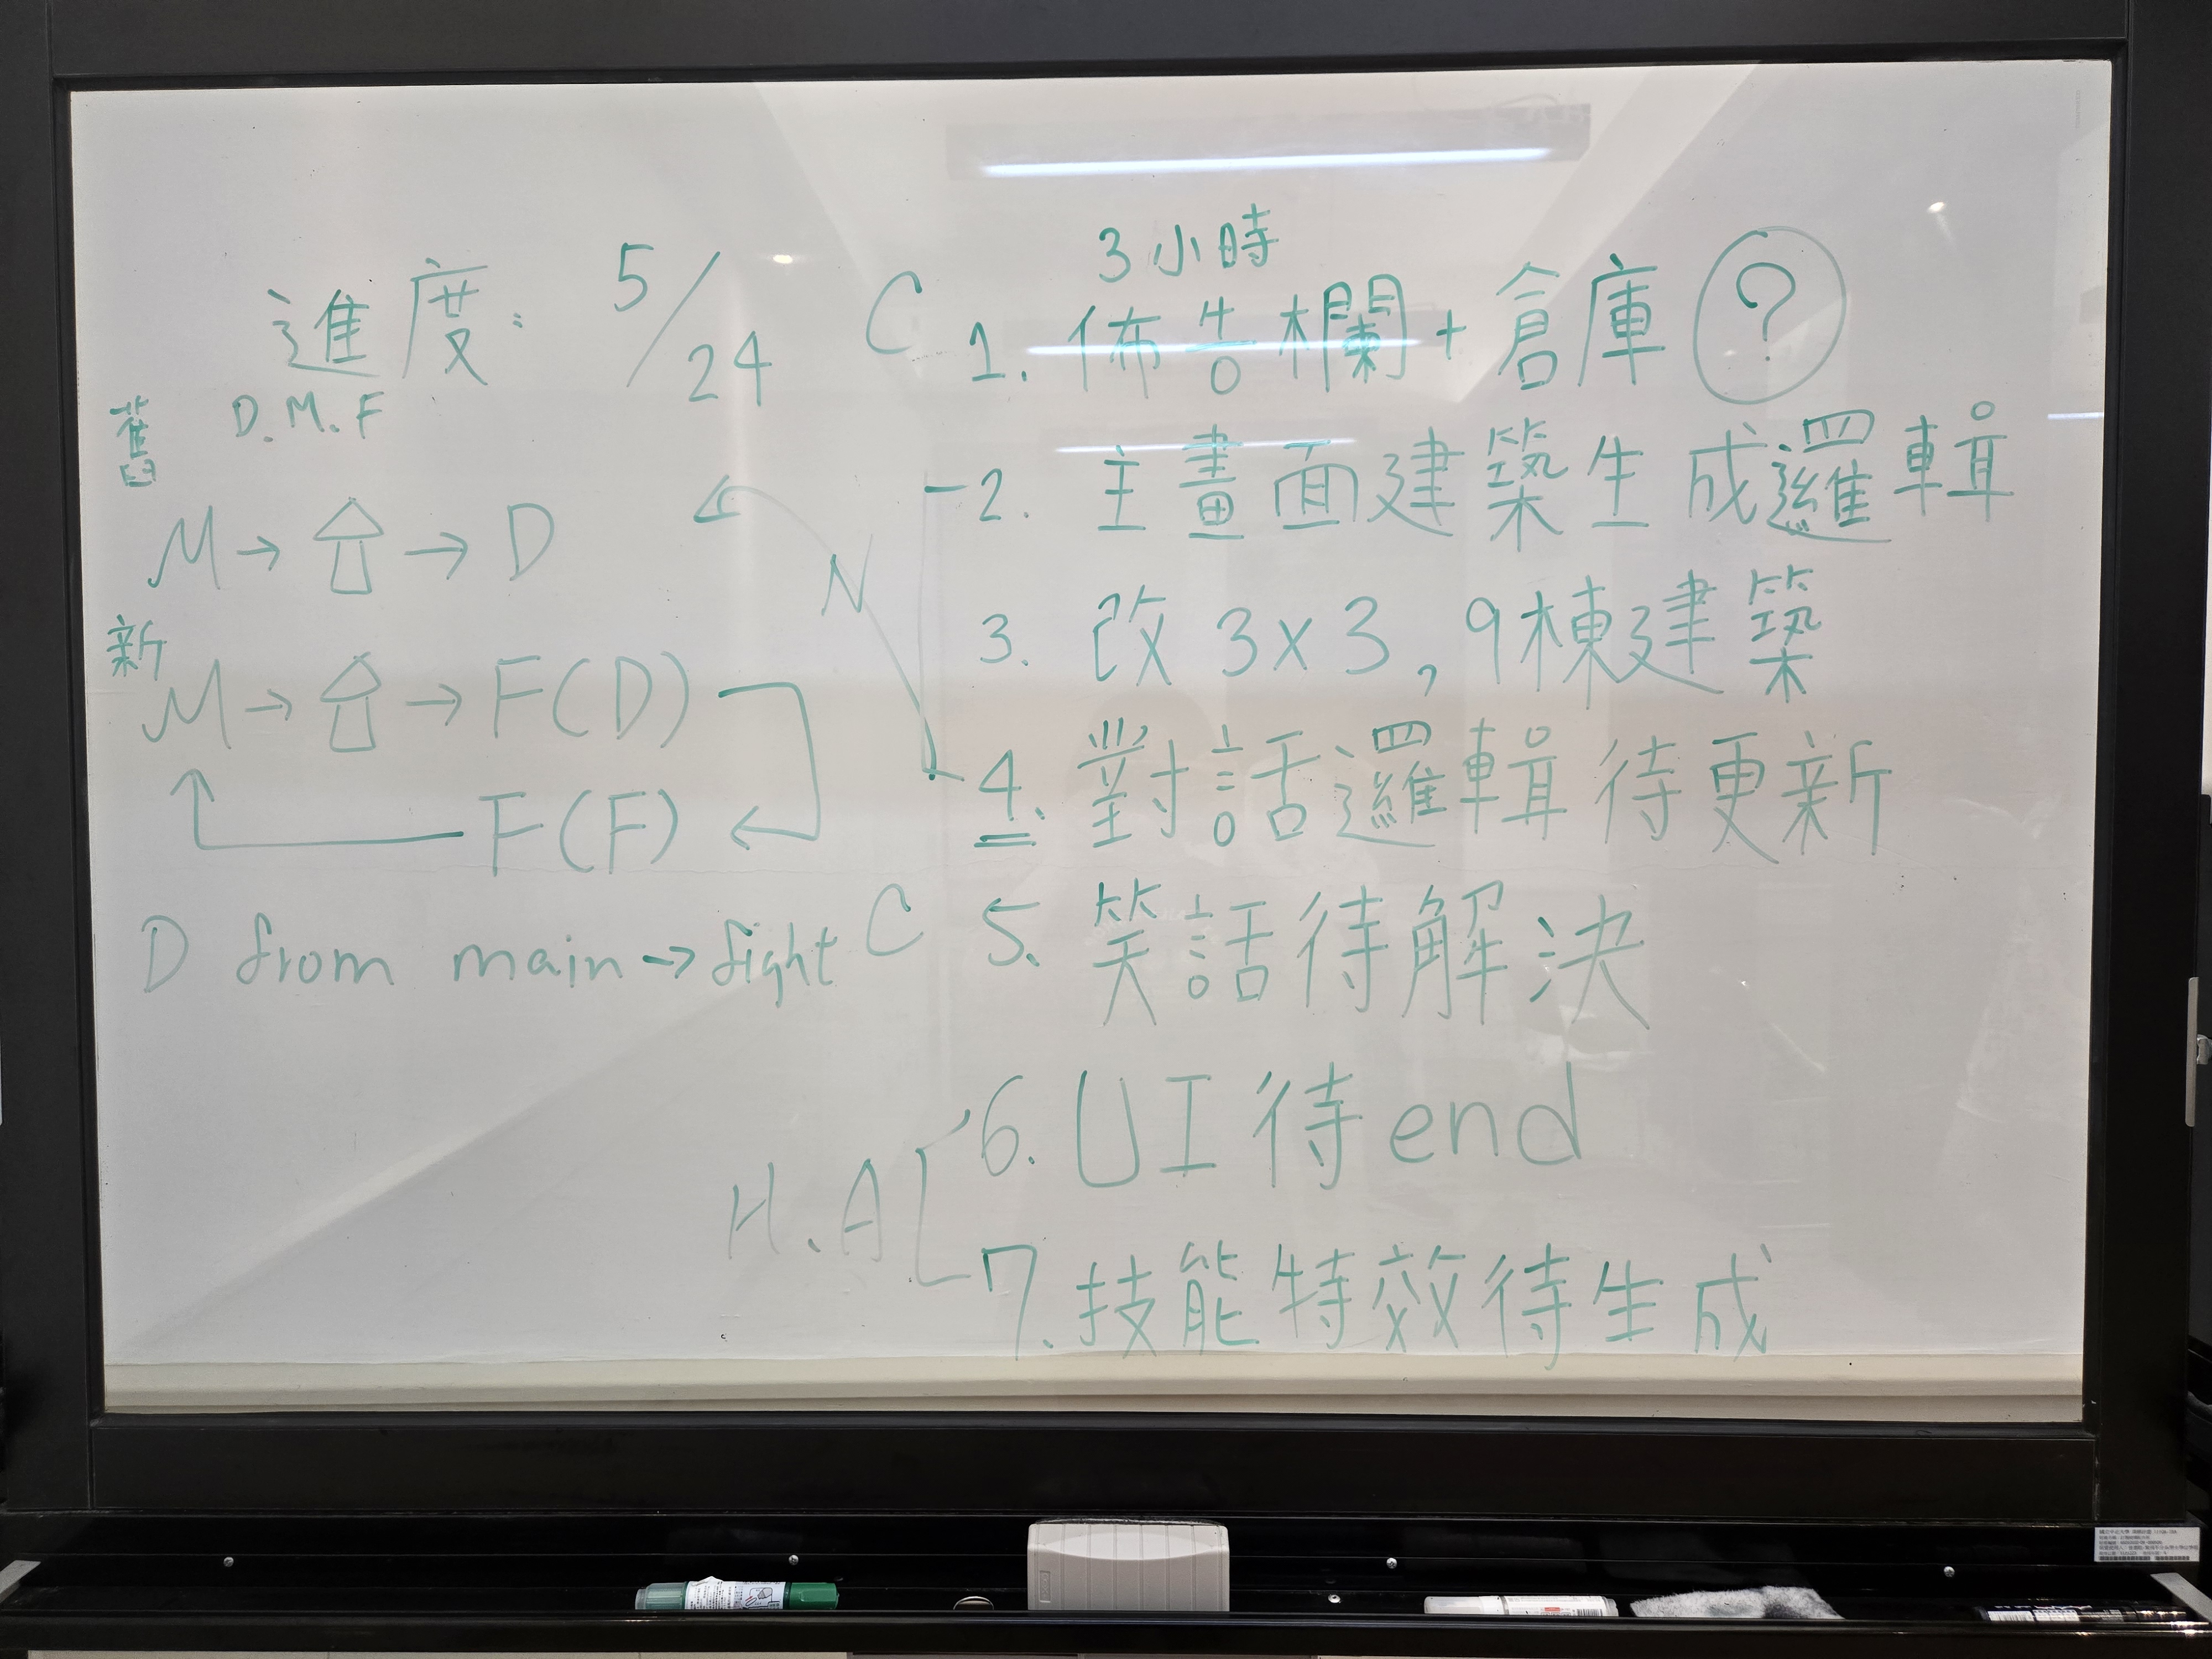 進度: 5/24
D.M.F
舊
M → ⇧ → D
新
M → ⇧ → F(D)
F(F)
D from main → fight
N
3小時
C 1. 佈告欄 + 倉庫 ?
2. 主畫面建築生成邏輯
3. 改 3x3, 9棟建築
4. 對話邏輯待更新
C 5. 笑話待解決
H.A
6. UI待end
7. 技能特效待生成